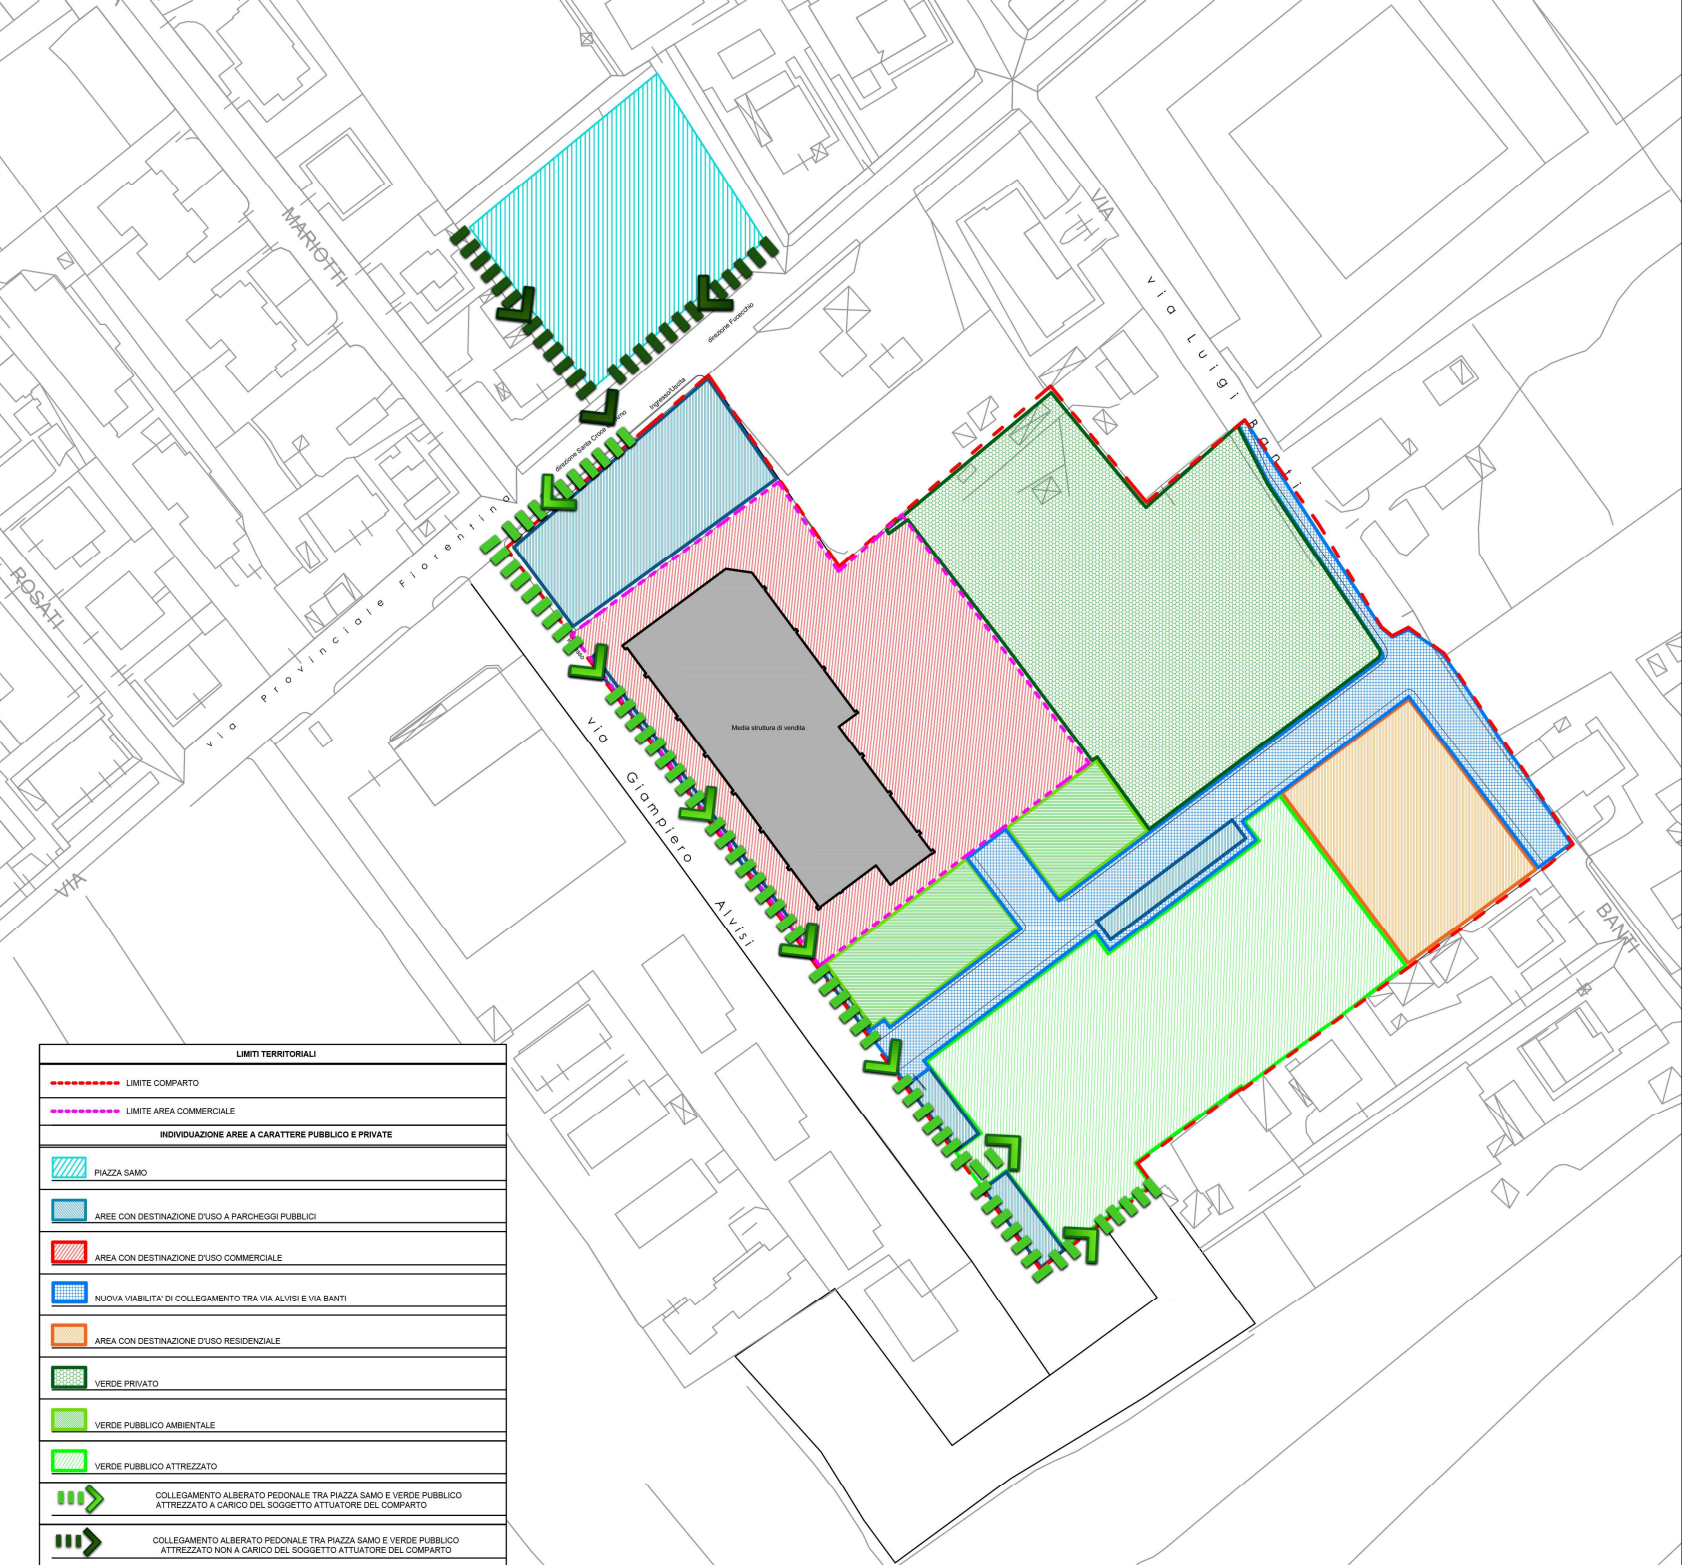 MARIOTTI
VIA
via Luigi Banti
direzione Fucecchio
Ingresso/Uscita
direzione Santa Croce
ROSATI
via Provinciale Fiorentina
Media struttura di vendita
via Giampiero Alvisi
VIA
BANTI
LIMITI TERRITORIALI
LIMITE COMPARTO
LIMITE AREA COMMERCIALE
INDIVIDUAZIONE AREE A CARATTERE PUBBLICO E PRIVATE
PIAZZA SAMO
AREE CON DESTINAZIONE D'USO A PARCHEGGI PUBBLICI
AREA CON DESTINAZIONE D'USO COMMERCIALE
NUOVA VIABILITA' DI COLLEGAMENTO TRA VIA ALVISI E VIA BANTI
AREA CON DESTINAZIONE D'USO RESIDENZIALE
VERDE PRIVATO
VERDE PUBBLICO AMBIENTALE
VERDE PUBBLICO ATTREZZATO
COLLEGAMENTO ALBERATO PEDONALE TRA PIAZZA SAMO E VERDE PUBBLICO
ATTREZZATO A CARICO DEL SOGGETTO ATTUATORE DEL COMPARTO
COLLEGAMENTO ALBERATO PEDONALE TRA PIAZZA SAMO E VERDE PUBBLICO
ATTREZZATO NON A CARICO DEL SOGGETTO ATTUATORE DEL COMPARTO